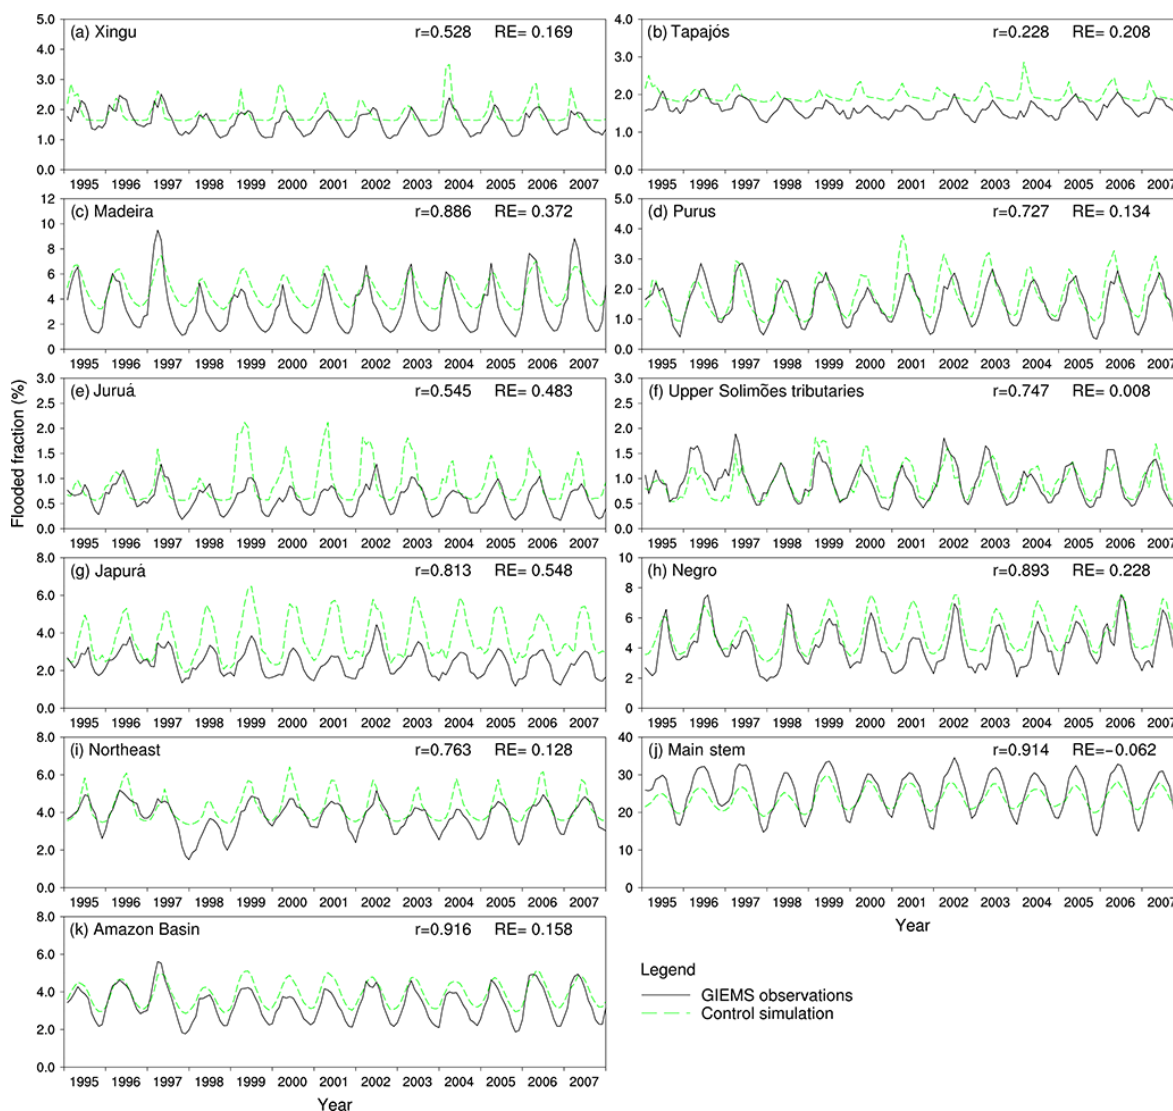 (a) Xingu r=0.528 RE= 0.169
5.0
4.0
3.0
2.0
1.0
0.0
1995 1996 1997 1998 1999 2000 2001 2002 2003 2004 2005 2006 2007
(b) Tapajós r=0.228 RE= 0.208
4.0
3.0
2.0
1.0
0.0
1995 1996 1997 1998 1999 2000 2001 2002 2003 2004 2005 2006 2007
(c) Madeira r=0.886 RE= 0.372
12
10
8
6
4
2
0
1995 1996 1997 1998 1999 2000 2001 2002 2003 2004 2005 2006 2007
(d) Purus r=0.727 RE= 0.134
5.0
4.0
3.0
2.0
1.0
0.0
1995 1996 1997 1998 1999 2000 2001 2002 2003 2004 2005 2006 2007
Flooded fraction (%)
(e) Juruá r=0.545 RE= 0.483
3.0
2.5
2.0
1.5
1.0
0.5
0.0
1995 1996 1997 1998 1999 2000 2001 2002 2003 2004 2005 2006 2007
(f) Upper Solimões tributaries r=0.747 RE= 0.008
3.0
2.5
2.0
1.5
1.0
0.5
0.0
1995 1996 1997 1998 1999 2000 2001 2002 2003 2004 2005 2006 2007
(g) Japurá r=0.813 RE= 0.548
8.0
6.0
4.0
2.0
0.0
1995 1996 1997 1998 1999 2000 2001 2002 2003 2004 2005 2006 2007
(h) Negro r=0.893 RE= 0.228
10
8
6
4
2
0
1995 1996 1997 1998 1999 2000 2001 2002 2003 2004 2005 2006 2007
(i) Northeast r=0.763 RE= 0.128
8.0
6.0
4.0
2.0
0.0
1995 1996 1997 1998 1999 2000 2001 2002 2003 2004 2005 2006 2007
(j) Main stem r=0.914 RE=−0.062
40
30
20
10
0
1995 1996 1997 1998 1999 2000 2001 2002 2003 2004 2005 2006 2007
Year
(k) Amazon Basin r=0.916 RE= 0.158
8.0
6.0
4.0
2.0
0.0
1995 1996 1997 1998 1999 2000 2001 2002 2003 2004 2005 2006 2007
Year
Legend
GIEMS observations
Control simulation